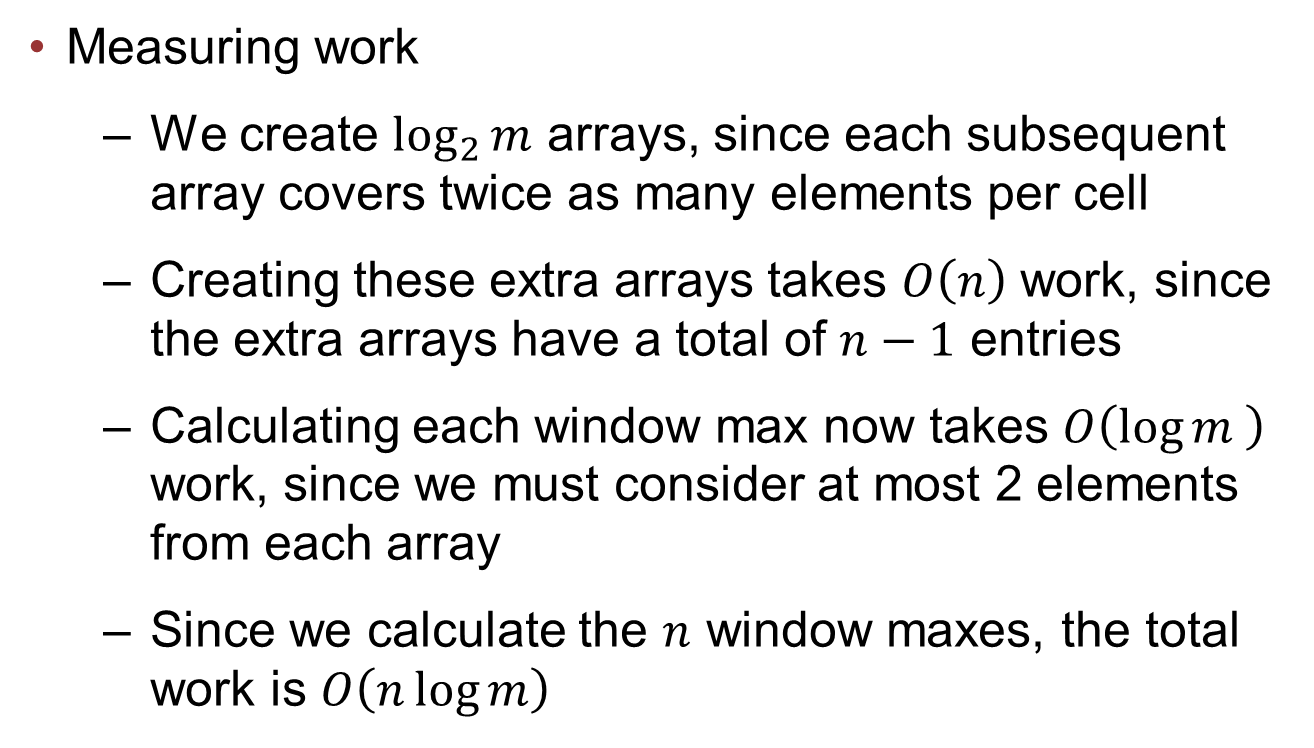 • Measuring work
– We create log₂ m arrays, since each subsequent
array covers twice as many elements per cell
– Creating these extra arrays takes O(n) work, since
the extra arrays have a total of n − 1 entries
– Calculating each window max now takes O(log m )
work, since we must consider at most 2 elements
from each array
– Since we calculate the n window maxes, the total
work is O(n log m)